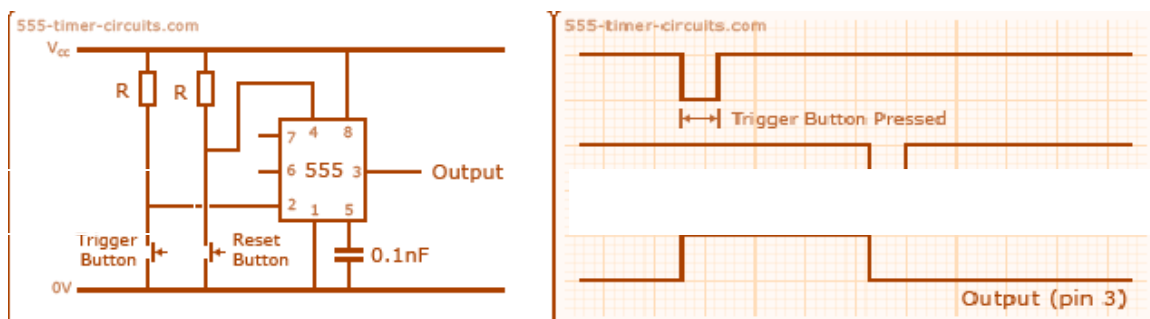 555-timer-circuits.com
Vcc
R
R
7 4 8
6 555 3
Output
2 1 5
Trigger
Button
Reset
Button
0.1nF
0V
555-timer-circuits.com
Trigger Button Pressed
Output (pin 3)